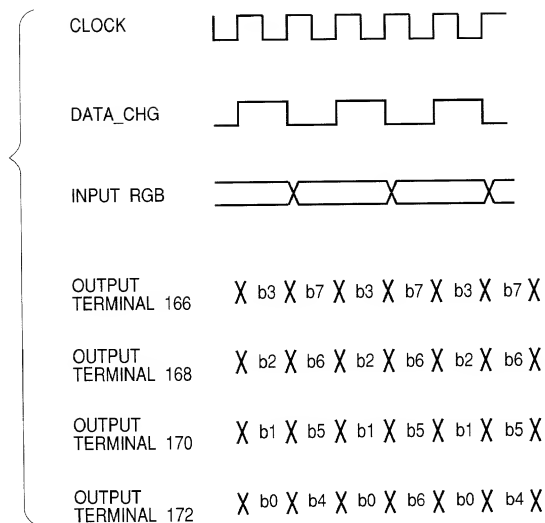 CLOCK
DATA_CHG
INPUT RGB
OUTPUT
TERMINAL 166
X b3 X b7 X b3 X b7 X b3 X b7 X
OUTPUT
TERMINAL 168
X b2 X b6 X b2 X b6 X b2 X b6 X
OUTPUT
TERMINAL 170
X b1 X b5 X b1 X b5 X b1 X b5 X
OUTPUT
TERMINAL 172
X b0 X b4 X b0 X b6 X b0 X b4 X